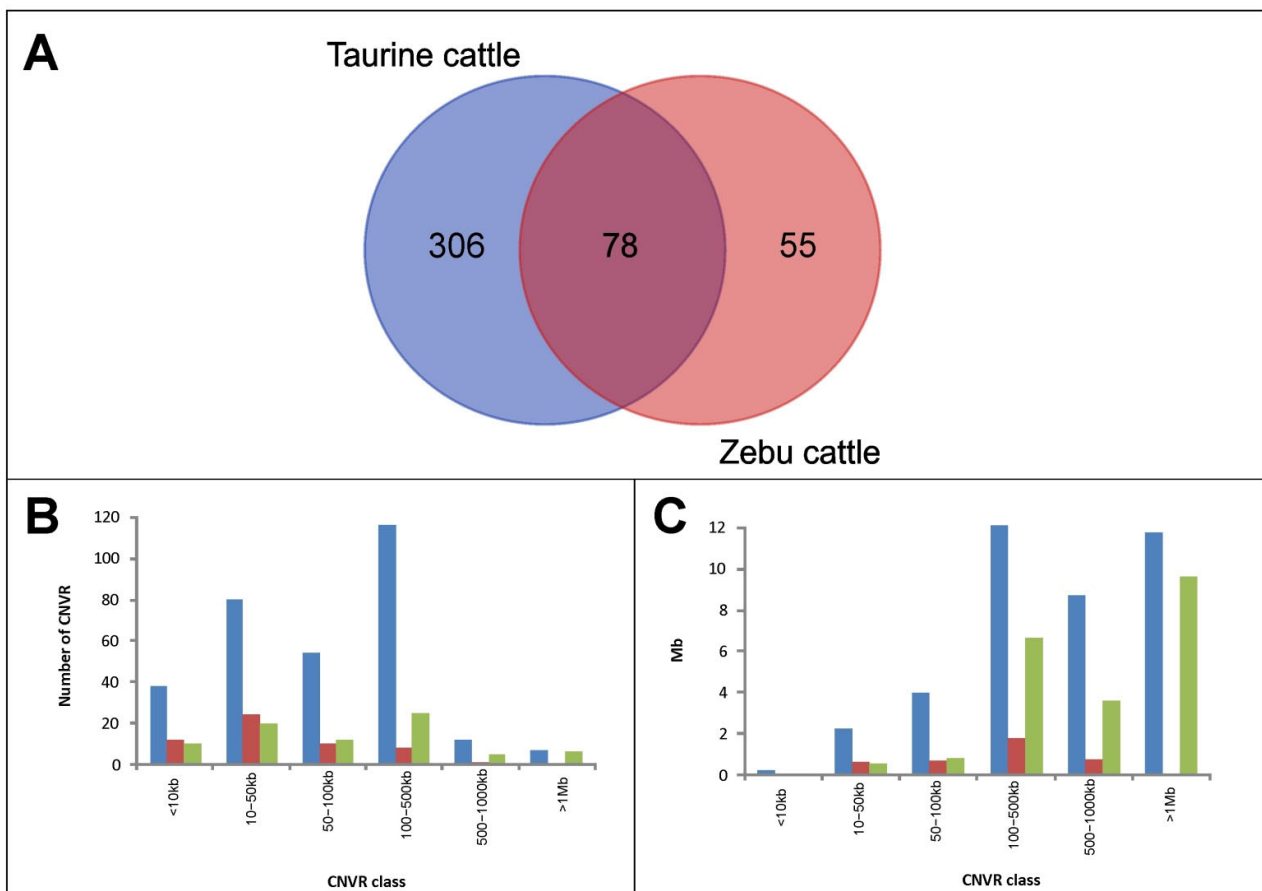 A
Taurine cattle
306
78
55
Zebu cattle
B
120
100
80
60
40
20
0
Number of CNVR
<10kb
10–50kb
50–100kb
100–500kb
500–1000kb
>1Mb
CNVR class
C
12
10
8
6
4
2
0
Mb
<10kb
10–50kb
50–100kb
100–500kb
500–1000kb
>1Mb
CNVR class